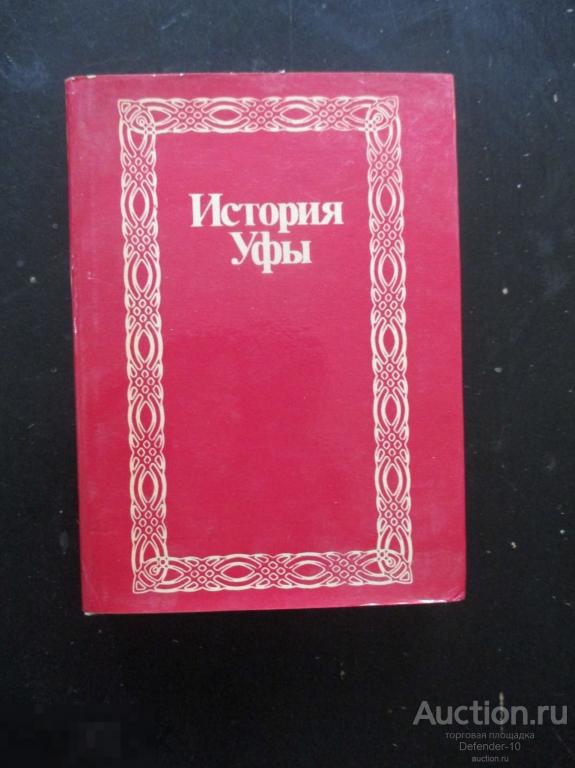 История
Уфы
Auction.ru
торговая площадка
Defender-10
auction.ru